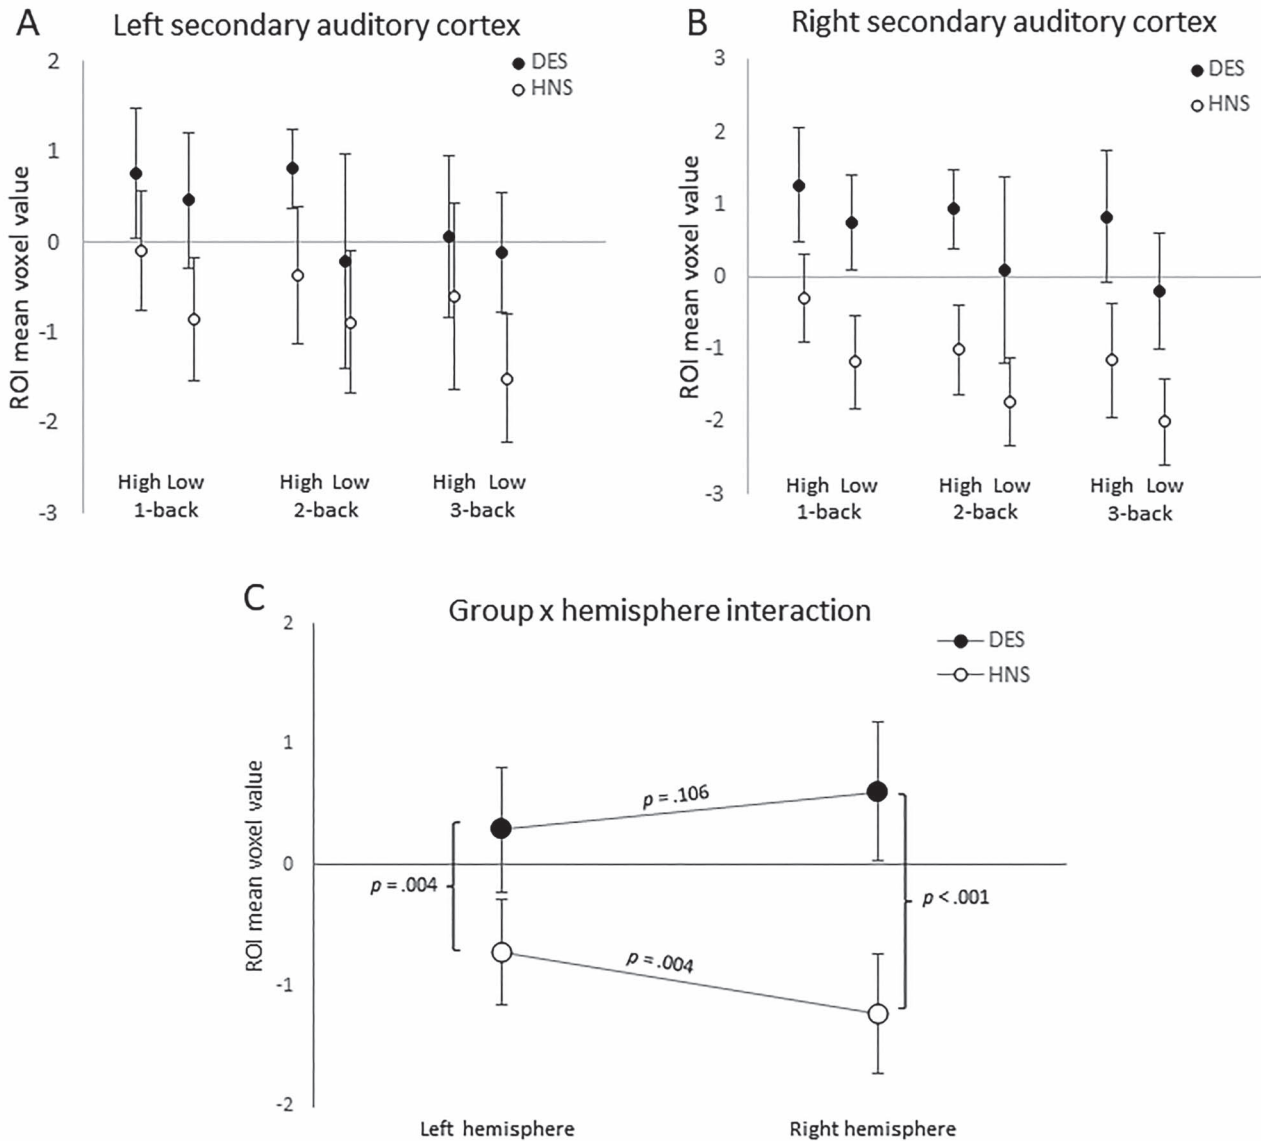 A
Left secondary auditory cortex
DES
HNS
2
1
0
-1
-2
-3
ROI mean voxel value
High Low High Low High Low
1-back 2-back 3-back
B
Right secondary auditory cortex
DES
HNS
3
2
1
0
-1
-2
-3
ROI mean voxel value
High Low High Low High Low
1-back 2-back 3-back
C
Group x hemisphere interaction
DES
HNS
2
1
0
-1
-2
ROI mean voxel value
p = .106
p = .004
p < .001
p = .004
Left hemisphere Right hemisphere